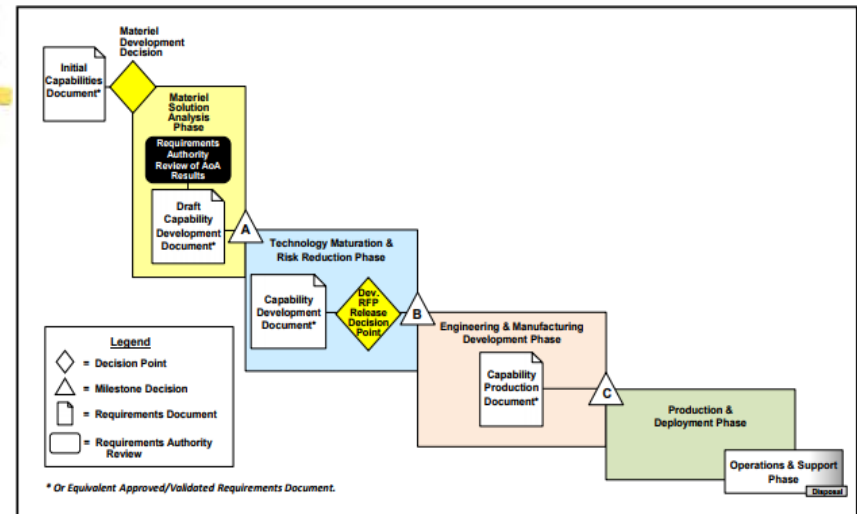 Materiel
Development
Decision
Initial
Capabilities
Document*
Materiel
Solution
Analysis
Phase
Requirements
Authority
Review of AoA
Results
Draft
Capability
Development
Document*
A
Technology Maturation &
Risk Reduction Phase
Capability
Development
Document*
Dev.
RFP
Release
Decision
Point
B
Engineering & Manufacturing
Development Phase
Capability
Production
Document*
C
Production &
Deployment Phase
Operations & Support
Phase
Disposal
Legend
= Decision Point
= Milestone Decision
= Requirements Document
= Requirements Authority
Review
* Or Equivalent Approved/Validated Requirements Document.